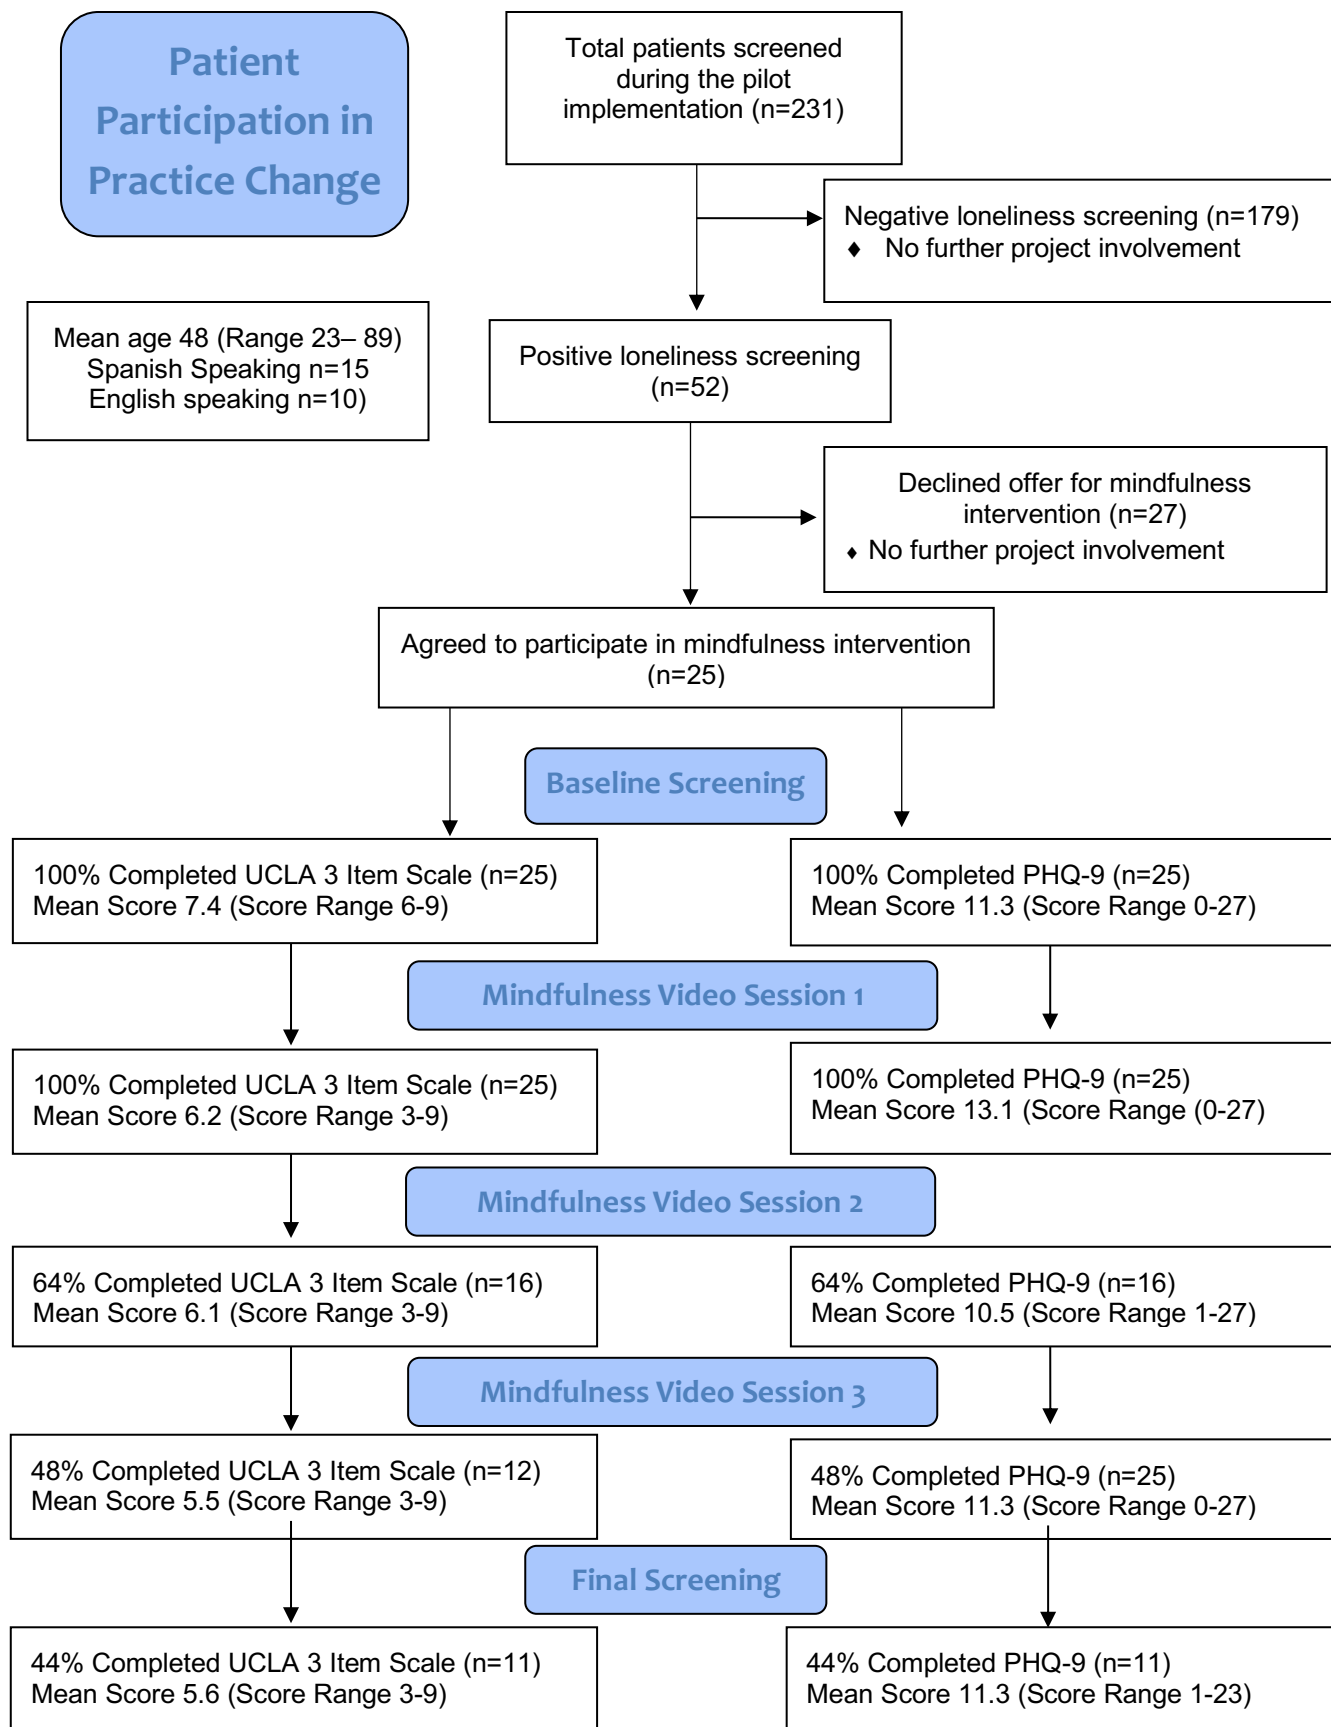 Patient
Participation in
Practice Change
Total patients screened
during the pilot
implementation (n=231)
Negative loneliness screening (n=179)
♦ No further project involvement
Mean age 48 (Range 23– 89)
Spanish Speaking n=15
English speaking n=10)
Positive loneliness screening
(n=52)
Declined offer for mindfulness
intervention (n=27)
♦ No further project involvement
Agreed to participate in mindfulness intervention
(n=25)
Baseline Screening
100% Completed UCLA 3 Item Scale (n=25)
Mean Score 7.4 (Score Range 6-9)
100% Completed PHQ-9 (n=25)
Mean Score 11.3 (Score Range 0-27)
Mindfulness Video Session 1
100% Completed UCLA 3 Item Scale (n=25)
Mean Score 6.2 (Score Range 3-9)
100% Completed PHQ-9 (n=25)
Mean Score 13.1 (Score Range (0-27)
Mindfulness Video Session 2
64% Completed UCLA 3 Item Scale (n=16)
Mean Score 6.1 (Score Range 3-9)
64% Completed PHQ-9 (n=16)
Mean Score 10.5 (Score Range 1-27)
Mindfulness Video Session 3
48% Completed UCLA 3 Item Scale (n=12)
Mean Score 5.5 (Score Range 3-9)
48% Completed PHQ-9 (n=25)
Mean Score 11.3 (Score Range 0-27)
Final Screening
44% Completed UCLA 3 Item Scale (n=11)
Mean Score 5.6 (Score Range 3-9)
44% Completed PHQ-9 (n=11)
Mean Score 11.3 (Score Range 1-23)